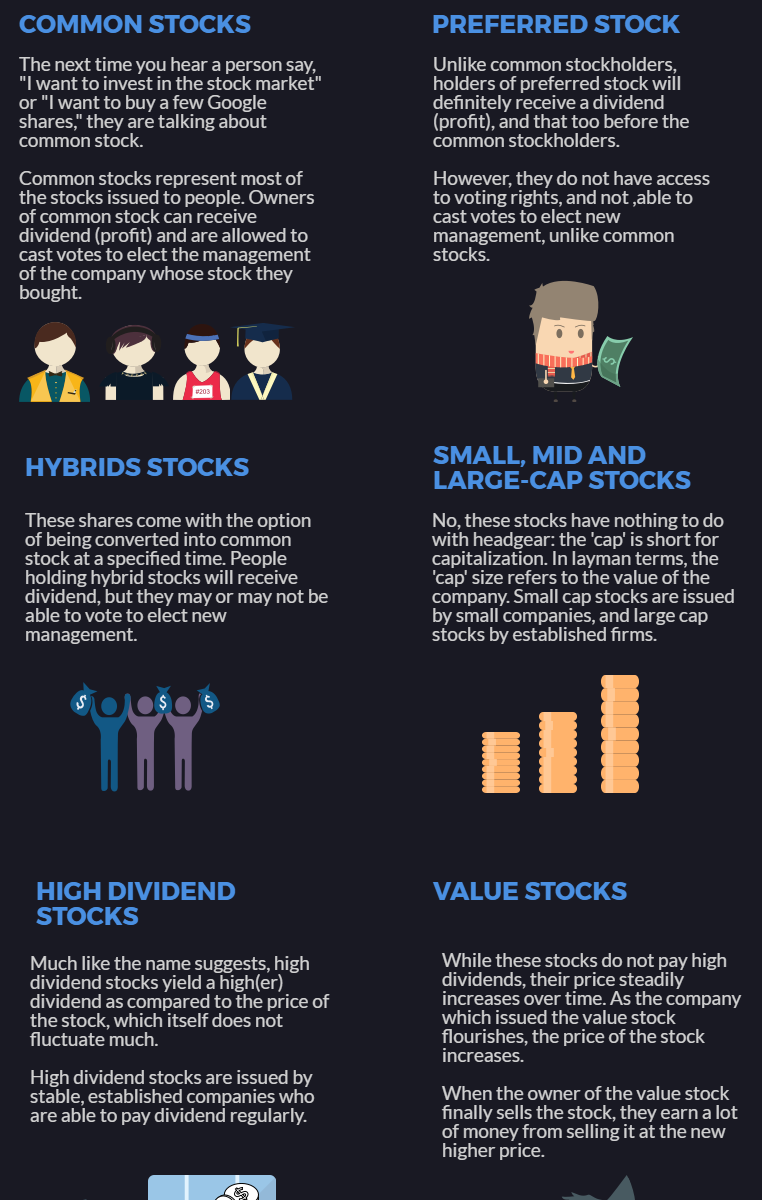 COMMON STOCKS
The next time you hear a person say,
"I want to invest in the stock market"
or "I want to buy a few Google
shares," they are talking about
common stock.
Common stocks represent most of
the stocks issued to people. Owners
of common stock can receive
dividend (profit) and are allowed to
cast votes to elect the management
of the company whose stock they
bought.
#203
PREFERRED STOCK
Unlike common stockholders,
holders of preferred stock will
definitely receive a dividend
(profit), and that too before the
common stockholders.
However, they do not have access
to voting rights, and not ,able to
cast votes to elect new
management, unlike common
stocks.
$
HYBRIDS STOCKS
These shares come with the option
of being converted into common
stock at a specified time. People
holding hybrid stocks will receive
dividend, but they may or may not be
able to vote to elect new
management.
$ $ $
SMALL, MID AND
LARGE-CAP STOCKS
No, these stocks have nothing to do
with headgear: the 'cap' is short for
capitalization. In layman terms, the
'cap' size refers to the value of the
company. Small cap stocks are issued
by small companies, and large cap
stocks by established firms.
HIGH DIVIDEND
STOCKS
Much like the name suggests, high
dividend stocks yield a high(er)
dividend as compared to the price of
the stock, which itself does not
fluctuate much.
High dividend stocks are issued by
stable, established companies who
are able to pay dividend regularly.
$
VALUE STOCKS
While these stocks do not pay high
dividends, their price steadily
increases over time. As the company
which issued the value stock
flourishes, the price of the stock
increases.
When the owner of the value stock
finally sells the stock, they earn a lot
of money from selling it at the new
higher price.